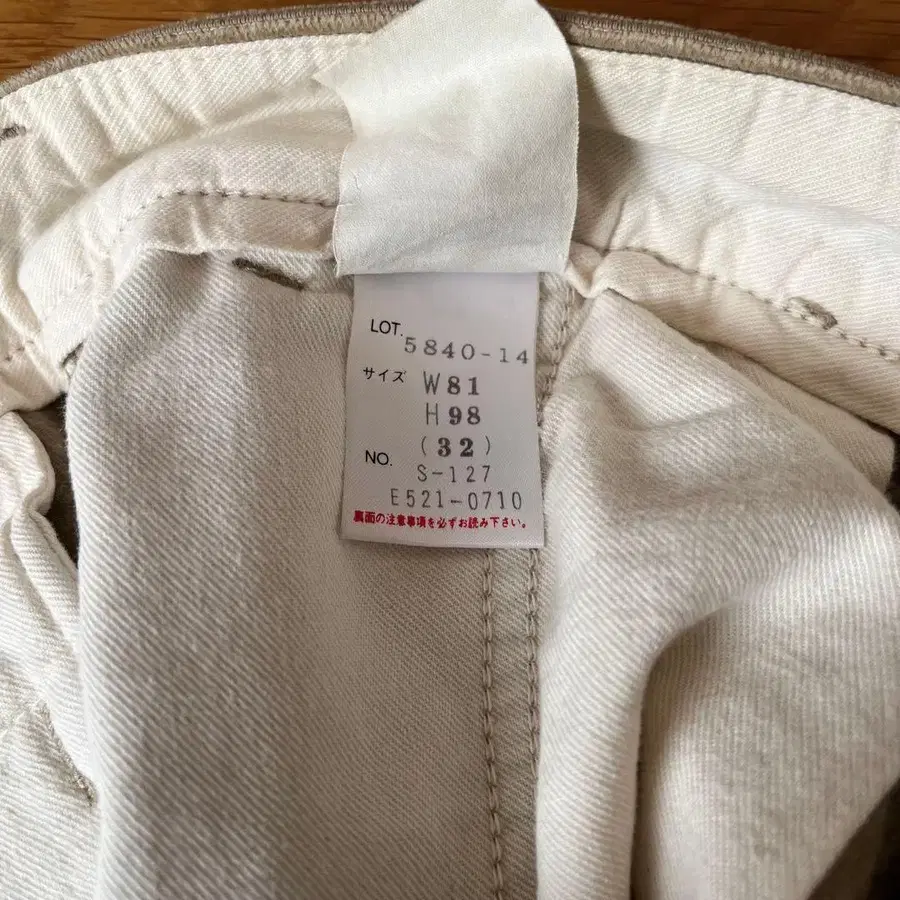 LOT. 5840-14
サイズ W81
H98
(32)
NO. S-127
E521-0710
裏面の注意事項を必ずお読み下さい。